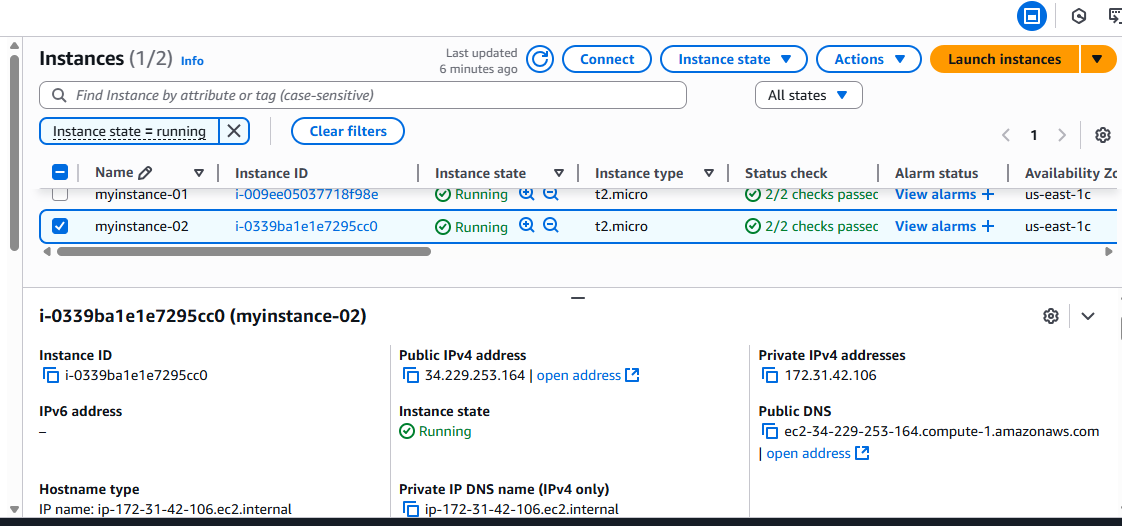 Instances (1/2) Info
Last updated
6 minutes ago
Connect
Instance state
Actions
Launch instances
Find Instance by attribute or tag (case-sensitive)
All states
Instance state = running
Clear filters
1
Name Instance ID Instance state Instance type Status check Alarm status Availability Zo
myinstance-01 i-009ee05037718f98e Running t2.micro 2/2 checks passec View alarms + us-east-1c
myinstance-02 i-0339ba1e1e7295cc0 Running t2.micro 2/2 checks passec View alarms + us-east-1c
i-0339ba1e1e7295cc0 (myinstance-02)
Instance ID
i-0339ba1e1e7295cc0
Public IPv4 address
34.229.253.164 | open address
Private IPv4 addresses
172.31.42.106
IPv6 address
–
Instance state
Running
Public DNS
ec2-34-229-253-164.compute-1.amazonaws.com
| open address
Hostname type
IP name: ip-172-31-42-106.ec2.internal
Private IP DNS name (IPv4 only)
ip-172-31-42-106.ec2.internal